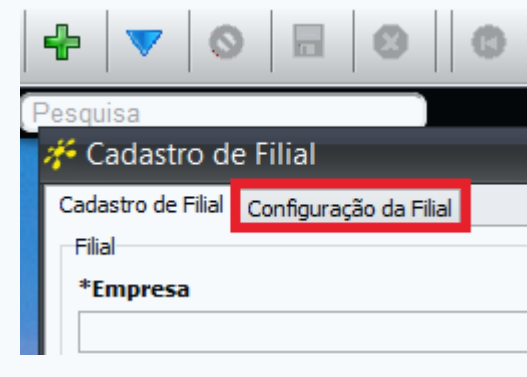 Pesquisa
Cadastro de Filial
Cadastro de Filial Configuração da Filial
Filial
*Empresa